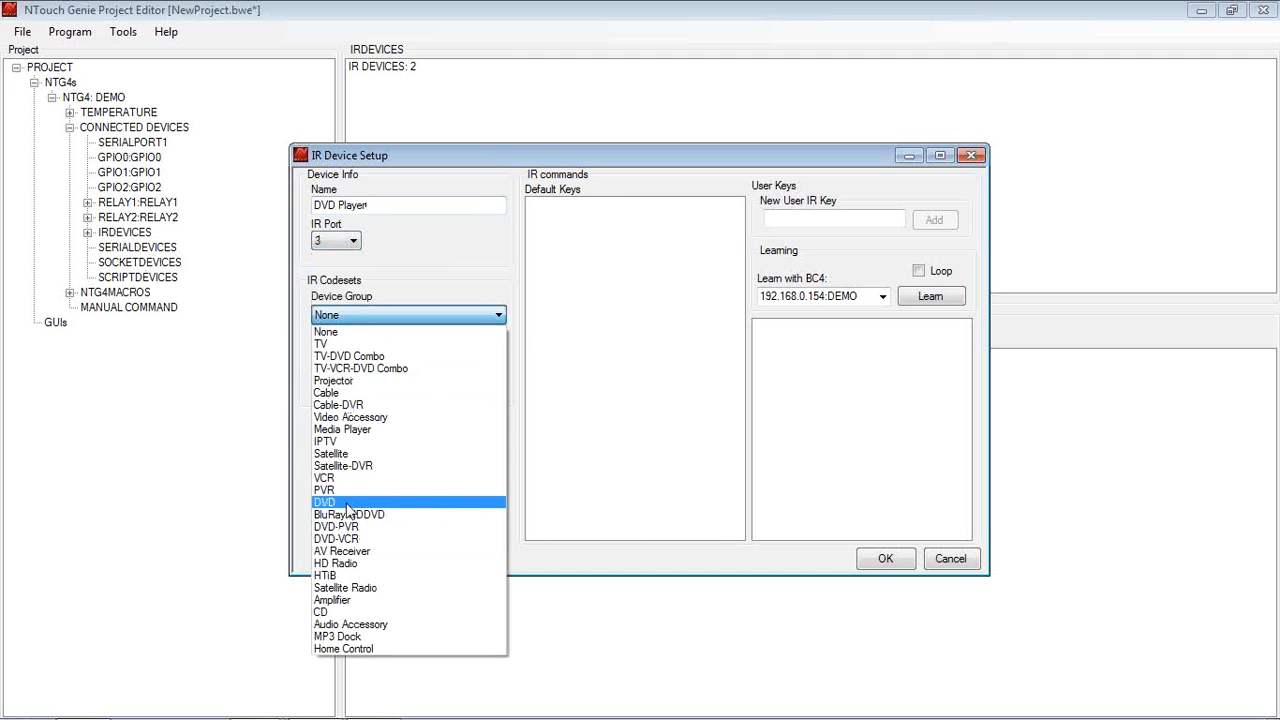 NTouch Genie Project Editor [NewProject.bwe*]
File Program Tools Help
Project
PROJECT
NTG4s
NTG4: DEMO
TEMPERATURE
CONNECTED DEVICES
SERIALPORT1
GPIO0:GPIO0
GPIO1:GPIO1
GPIO2:GPIO2
RELAY1:RELAY1
RELAY2:RELAY2
IRDEVICES
SERIALDEVICES
SOCKETDEVICES
SCRIPTDEVICES
NTG4MACROS
MANUAL COMMAND
GUIs
IRDEVICES
IR DEVICES: 2
IR Device Setup
Device Info
Name
DVD Player
IR Port
3
IR Codesets
Device Group
None
None
TV
TV-DVD Combo
TV-VCR-DVD Combo
Projector
Cable
Cable-DVR
Video Accessory
Media Player
IPTV
Satellite
Satellite-DVR
VCR
PVR
DVD
DVD-PVR
DVD-VCR
AV Receiver
HD Radio
HTiB
Satellite Radio
Amplifier
CD
Audio Accessory
MP3 Dock
Home Control
IR commands
Default Keys
User Keys
New User IR Key
Add
Learning
Loop
Learn with BC4:
192.168.0.154:DEMO
Learn
OK
Cancel